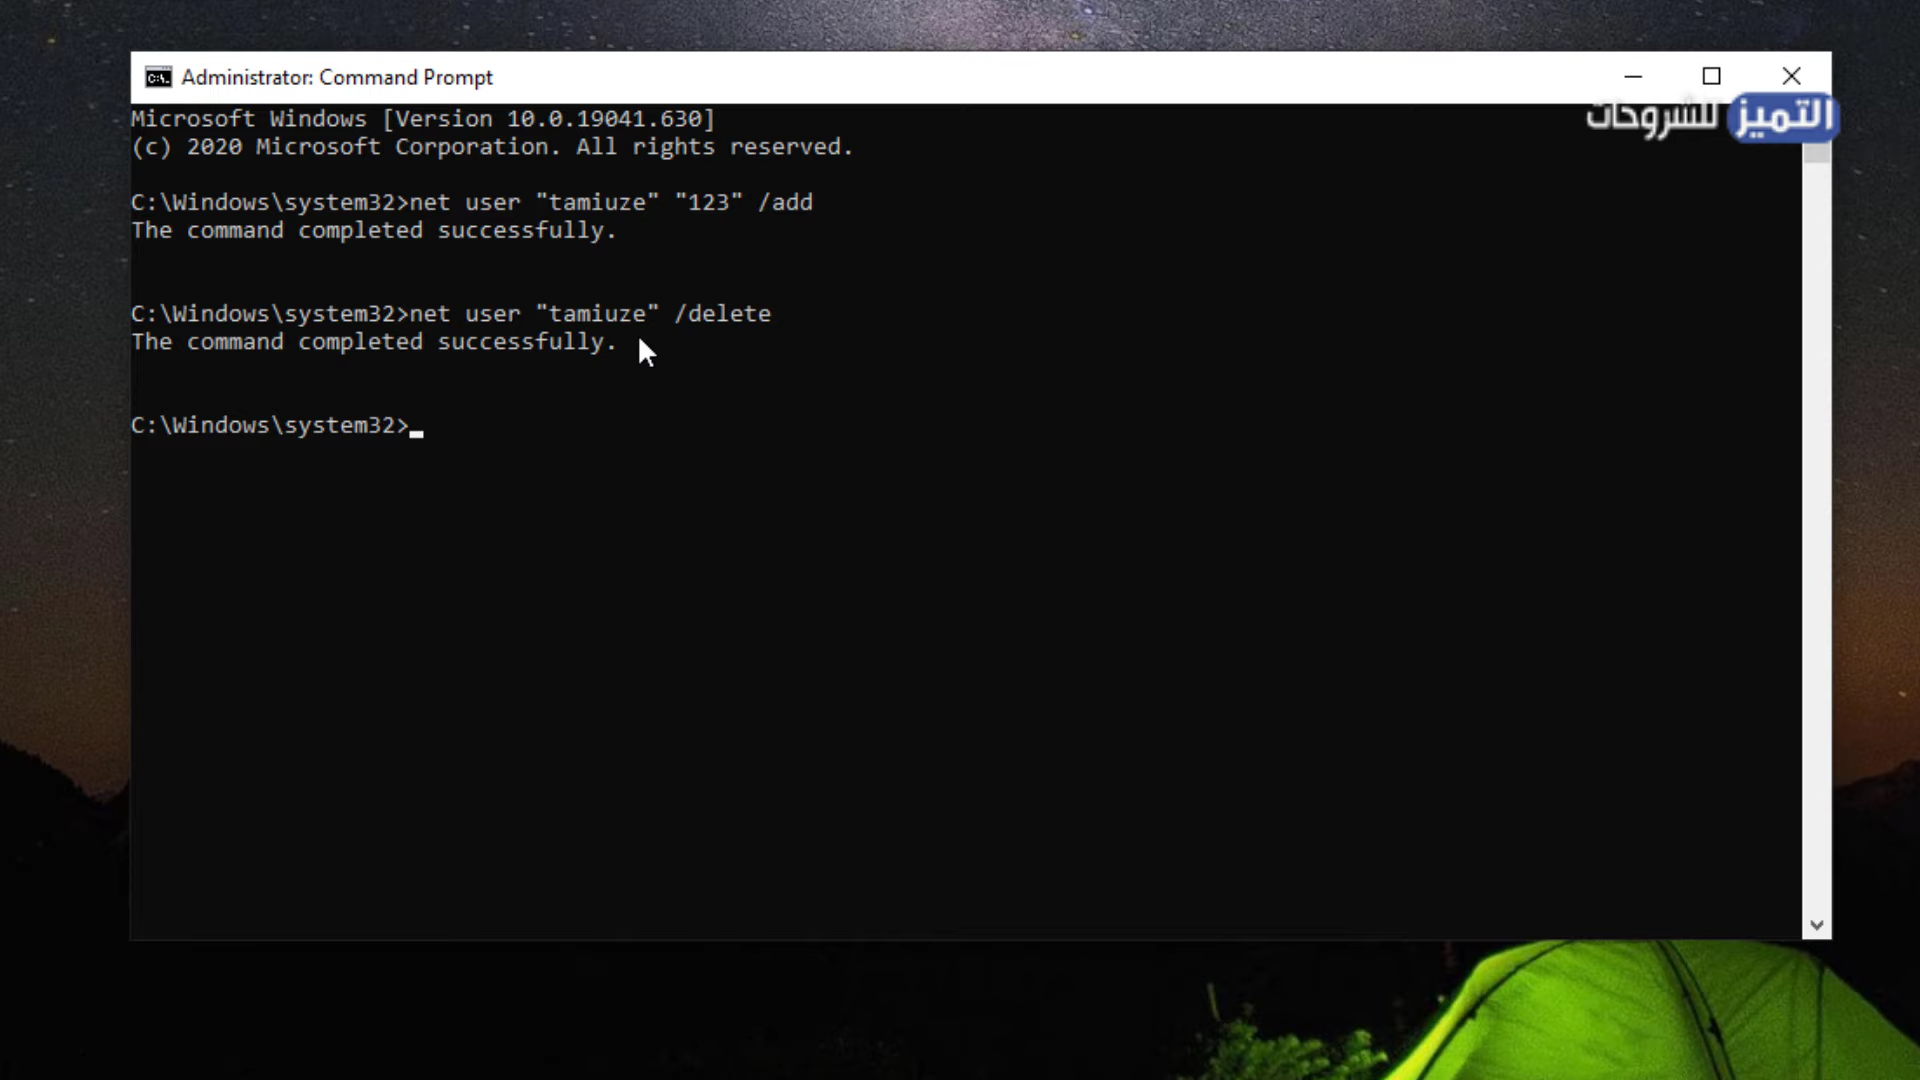 Administrator: Command Prompt
التميز للشروحات
Microsoft Windows [Version 10.0.19041.630]
(c) 2020 Microsoft Corporation. All rights reserved.
C:\Windows\system32>net user "tamiuze" "123" /add
The command completed successfully.
C:\Windows\system32>net user "tamiuze" /delete
The command completed successfully.
C:\Windows\system32>